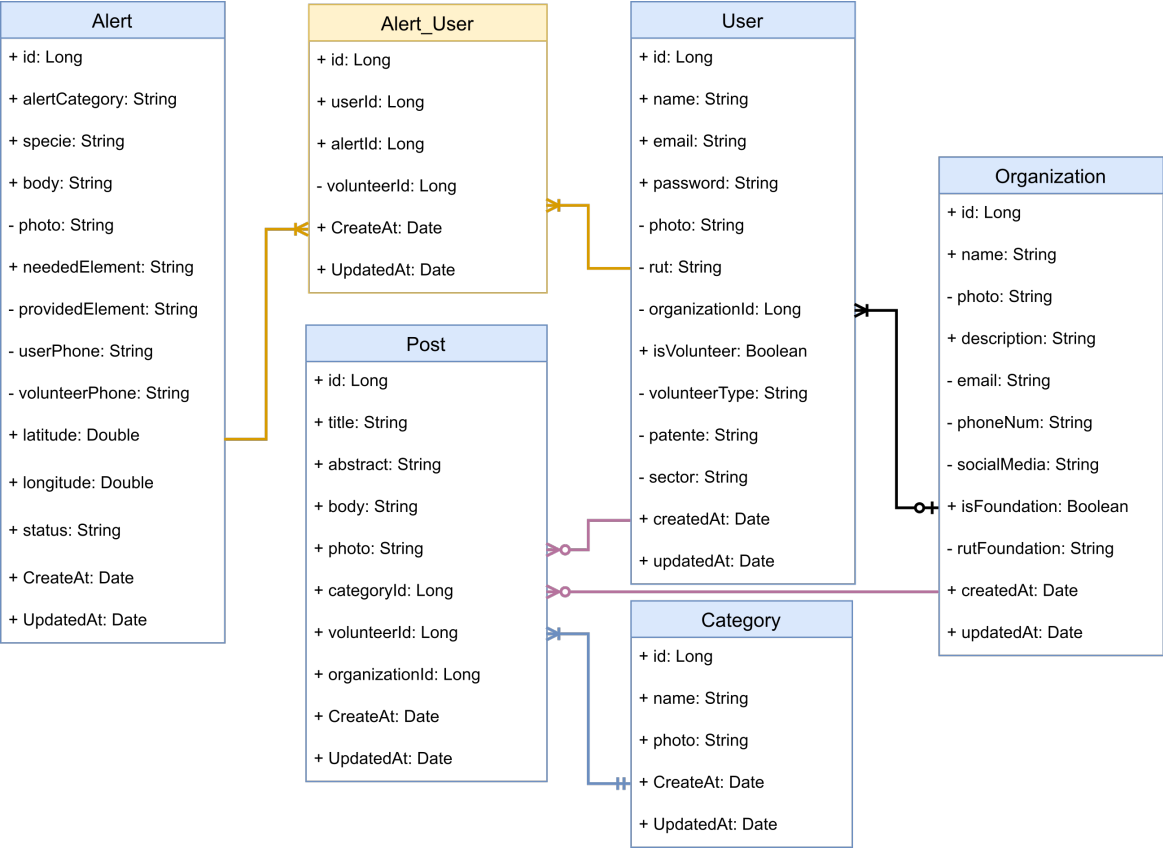 Alert
+ id: Long
+ alertCategory: String
+ specie: String
+ body: String
- photo: String
+ neededElement: String
- providedElement: String
- userPhone: String
- volunteerPhone: String
+ latitude: Double
+ longitude: Double
+ status: String
+ CreateAt: Date
+ UpdatedAt: Date
Alert_User
+ id: Long
+ userId: Long
+ alertId: Long
- volunteerId: Long
+ CreateAt: Date
+ UpdatedAt: Date
Post
+ id: Long
+ title: String
+ abstract: String
+ body: String
+ photo: String
+ categoryId: Long
+ volunteerId: Long
+ organizationId: Long
+ CreateAt: Date
+ UpdatedAt: Date
User
+ id: Long
+ name: String
+ email: String
+ password: String
- photo: String
- rut: String
- organizationId: Long
+ isVolunteer: Boolean
- volunteerType: String
- patente: String
- sector: String
+ createdAt: Date
+ updatedAt: Date
Category
+ id: Long
+ name: String
+ photo: String
+ CreateAt: Date
+ UpdatedAt: Date
Organization
+ id: Long
+ name: String
- photo: String
+ description: String
- email: String
- phoneNum: String
- socialMedia: String
+ isFoundation: Boolean
- rutFoundation: String
+ createdAt: Date
+ updatedAt: Date